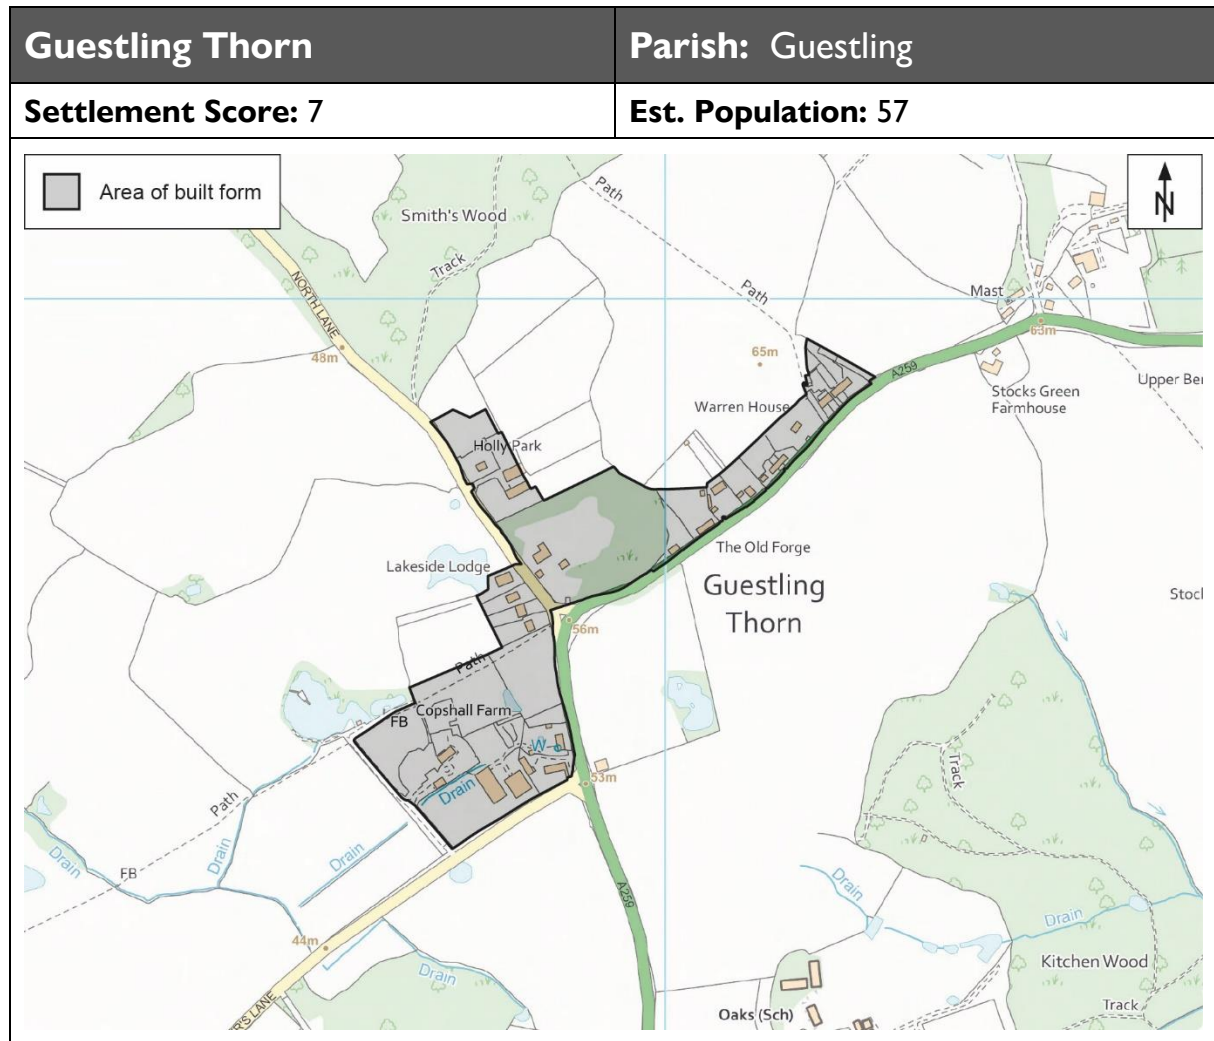 Guestling Thorn
Parish: Guestling
Settlement Score: 7
Est. Population: 57
Area of built form
N
Path
Smith's Wood
Track
NORTH LANE
48m
Path
Mast
63m
65m
A259
Stocks Green
Farmhouse
Upper Ber
Warren House
Holly Park
The Old Forge
Lakeside Lodge
Guestling
Thorn
Stock
56m
Path
Copshall Farm
FB
W
Drain
53m
Track
Path
Drain
Drain
Drain
FB
A259
Drain
Drain
44m
Drain
Kitchen Wood
R'S LANE
Oaks (Sch)
Track